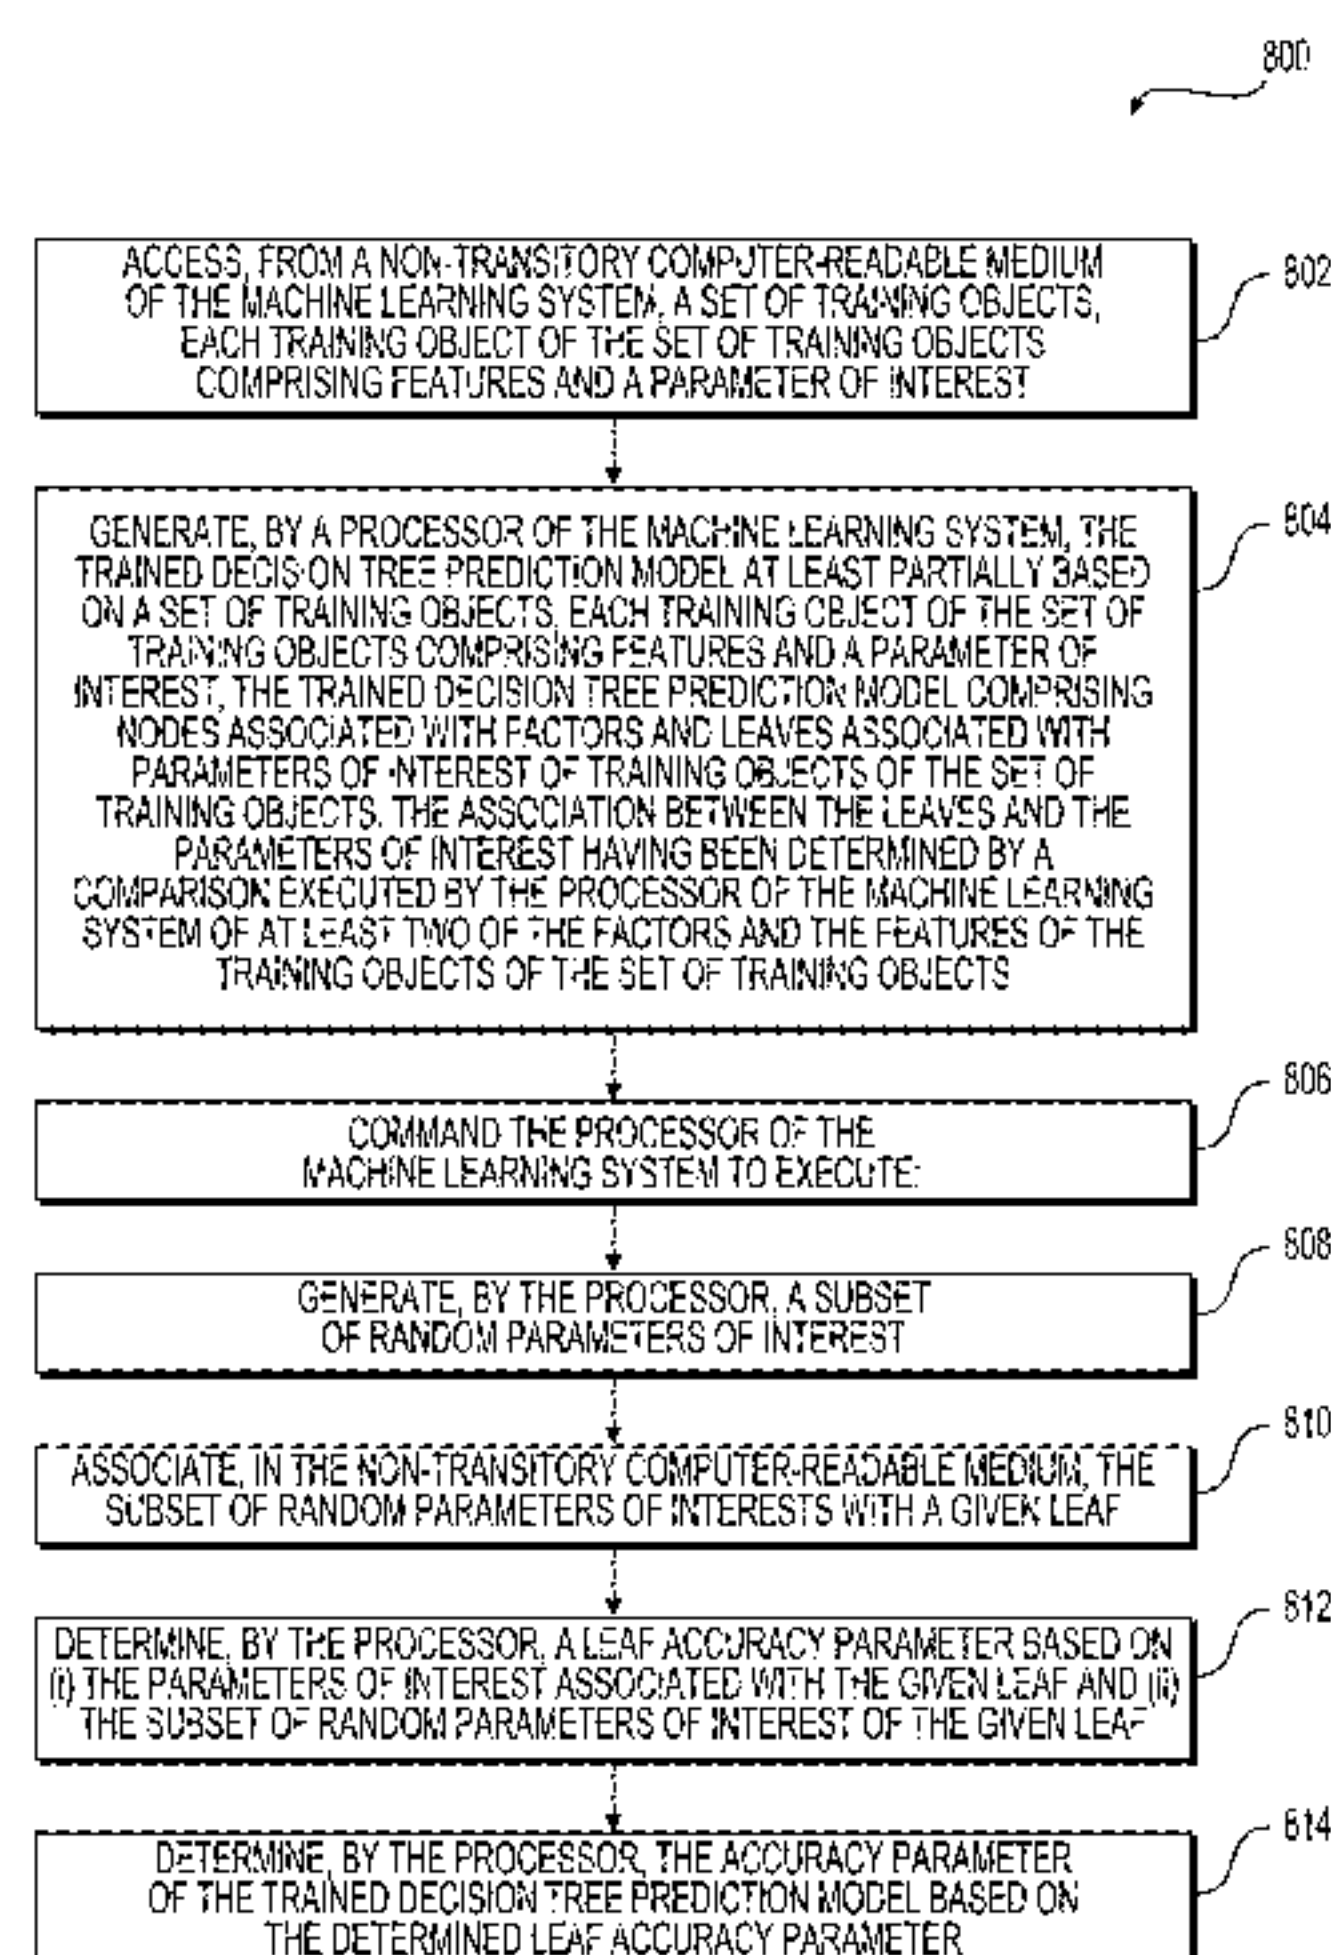 800
ACCESS, FROM A NON-TRANSITORY COMPUTER-READABLE MEDIUM
OF THE MACHINE LEARNING SYSTEM, A SET OF TRAINING OBJECTS,
EACH TRAINING OBJECT OF THE SET OF TRAINING OBJECTS
COMPRISING FEATURES AND A PARAMETER OF INTEREST
802
GENERATE, BY A PROCESSOR OF THE MACHINE LEARNING SYSTEM, THE
TRAINED DECISION TREE PREDICTION MODEL AT LEAST PARTIALLY BASED
ON A SET OF TRAINING OBJECTS, EACH TRAINING OBJECT OF THE SET OF
TRAINING OBJECTS COMPRISING FEATURES AND A PARAMETER OF
INTEREST, THE TRAINED DECISION TREE PREDICTION MODEL COMPRISING
NODES ASSOCIATED WITH FACTORS AND LEAVES ASSOCIATED WITH
PARAMETERS OF INTEREST OF TRAINING OBJECTS OF THE SET OF
TRAINING OBJECTS, THE ASSOCIATION BETWEEN THE LEAVES AND THE
PARAMETERS OF INTEREST HAVING BEEN DETERMINED BY A
COMPARISON EXECUTED BY THE PROCESSOR OF THE MACHINE LEARNING
SYSTEM OF AT LEAST TWO OF THE FACTORS AND THE FEATURES OF THE
TRAINING OBJECTS OF THE SET OF TRAINING OBJECTS
804
COMMAND THE PROCESSOR OF THE
MACHINE LEARNING SYSTEM TO EXECUTE:
806
GENERATE, BY THE PROCESSOR, A SUBSET
OF RANDOM PARAMETERS OF INTEREST
808
ASSOCIATE, IN THE NON-TRANSITORY COMPUTER-READABLE MEDIUM, THE
SUBSET OF RANDOM PARAMETERS OF INTERESTS WITH A GIVEN LEAF
810
DETERMINE, BY THE PROCESSOR, A LEAF ACCURACY PARAMETER BASED ON
(i) THE PARAMETERS OF INTEREST ASSOCIATED WITH THE GIVEN LEAF AND (ii)
THE SUBSET OF RANDOM PARAMETERS OF INTEREST OF THE GIVEN LEAF
812
DETERMINE, BY THE PROCESSOR, THE ACCURACY PARAMETER
OF THE TRAINED DECISION TREE PREDICTION MODEL BASED ON
THE DETERMINED LEAF ACCURACY PARAMETER
814